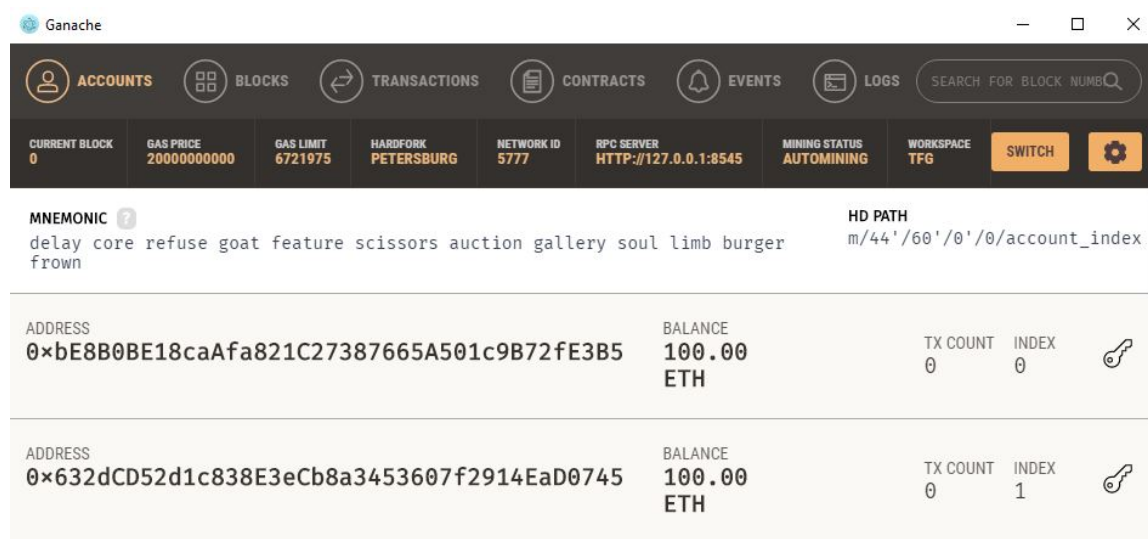 Ganache
ACCOUNTS BLOCKS TRANSACTIONS CONTRACTS EVENTS LOGS SEARCH FOR BLOCK NUMB
CURRENT BLOCK GAS PRICE GAS LIMIT HARDFORK NETWORK ID RPC SERVER MINING STATUS WORKSPACE
0 20000000000 6721975 PETERSBURG 5777 HTTP://127.0.0.1:8545 AUTOMINING TFG SWITCH
MNEMONIC ? HD PATH
delay core refuse goat feature scissors auction gallery soul limb burger m/44'/60'/0'/0/account_index
frown
ADDRESS BALANCE TX COUNT INDEX
0×bE8B0BE18caAfa821C27387665A501c9B72fE3B5 100.00 0 0
ETH
ADDRESS BALANCE TX COUNT INDEX
0×632dCD52d1c838E3eCb8a3453607f2914EaD0745 100.00 0 1
ETH